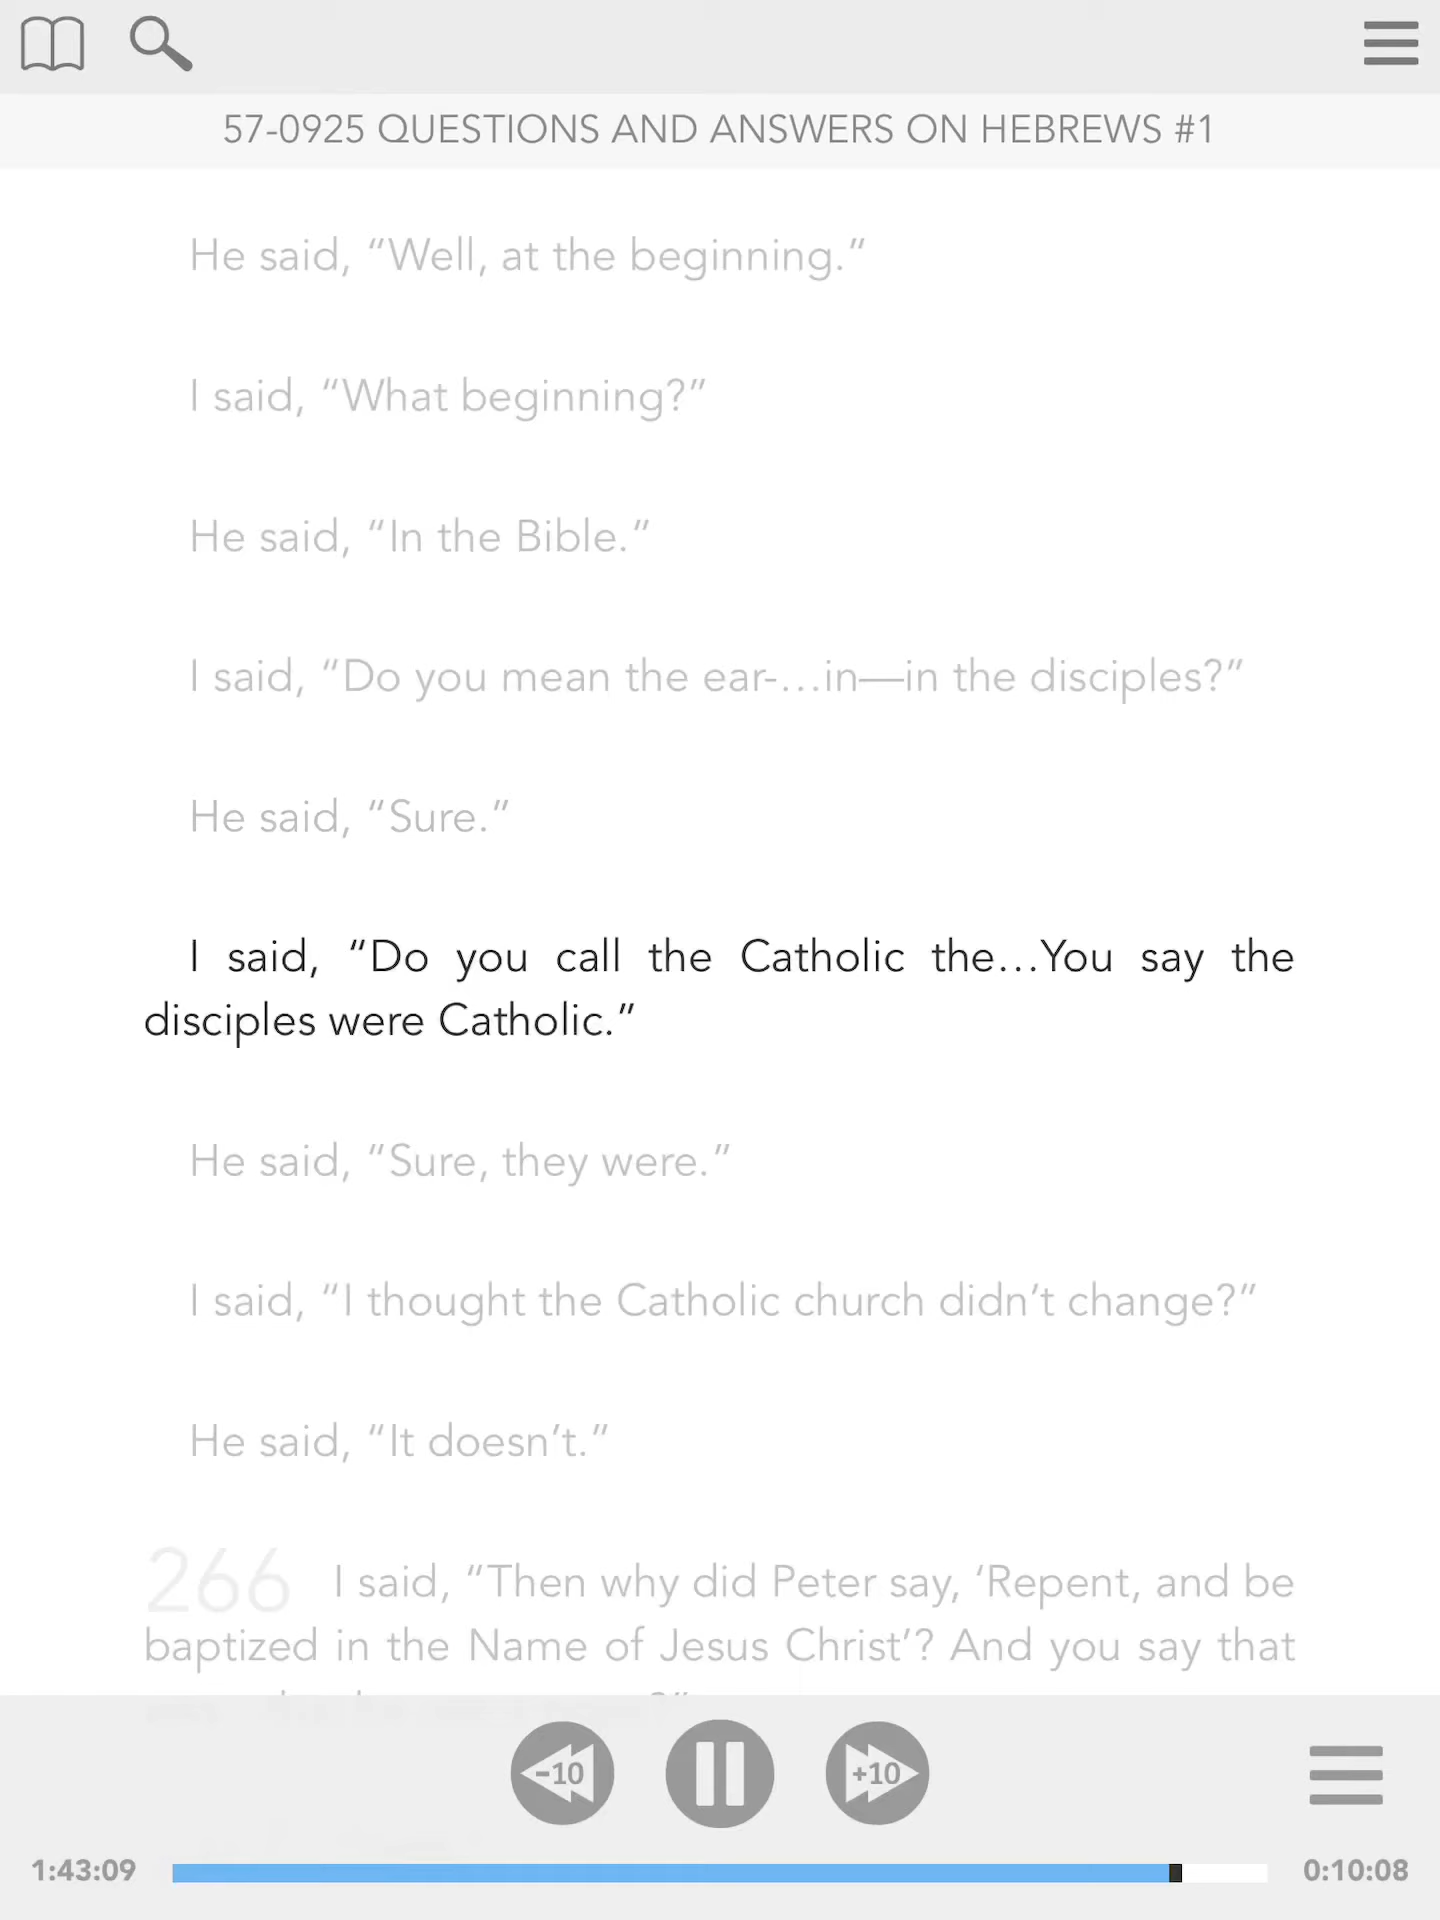 57-0925 QUESTIONS AND ANSWERS ON HEBREWS #1
He said, “Well, at the beginning.”
I said, “What beginning?”
He said, “In the Bible.”
I said, “Do you mean the ear-…in—in the disciples?”
He said, “Sure.”
I said, “Do you call the Catholic the…You say the
disciples were Catholic.”
He said, “Sure, they were.”
I said, “I thought the Catholic church didn’t change?”
He said, “It doesn’t.”
266 I said, “Then why did Peter say, ‘Repent, and be
baptized in the Name of Jesus Christ’? And you say that
-10 +10
1:43:09 0:10:08